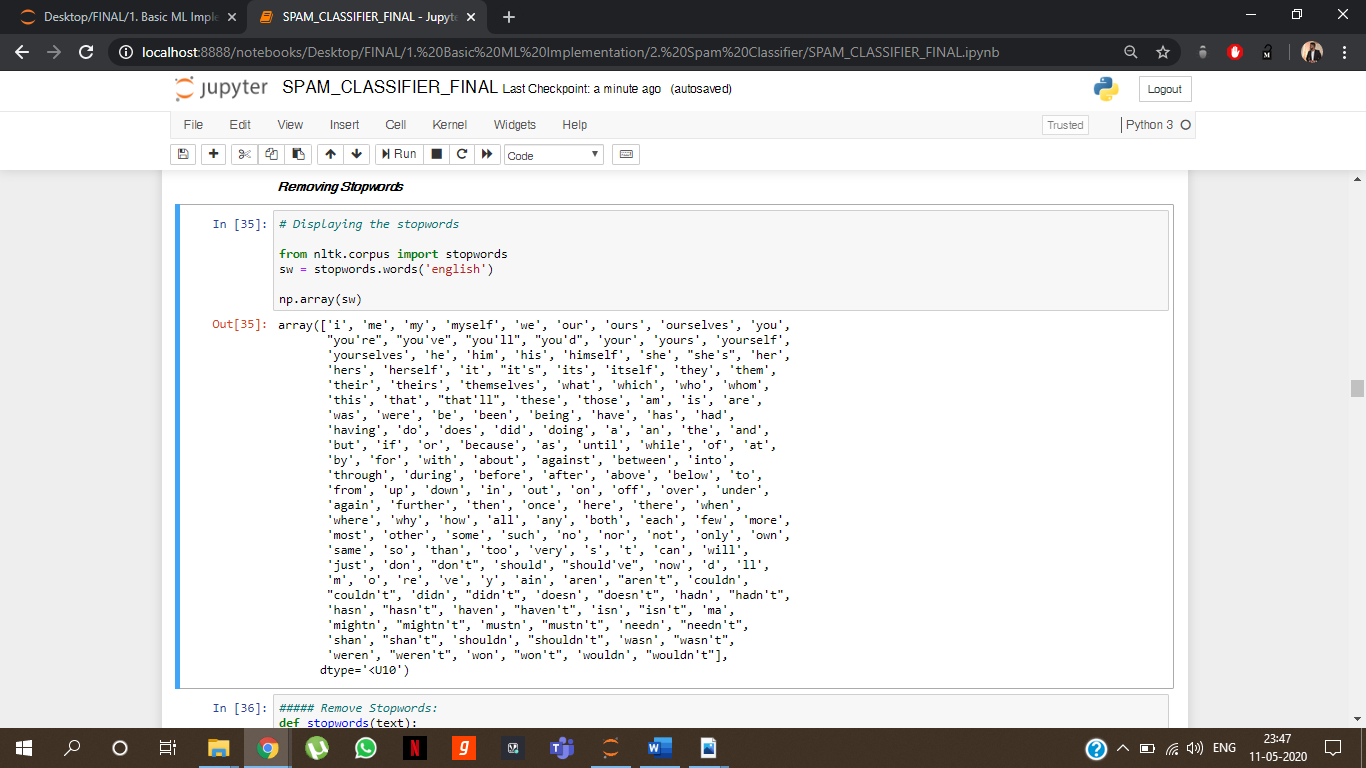 Desktop/FINAL/1. Basic ML Imple
SPAM_CLASSIFIER_FINAL - Jupyte
localhost:8888/notebooks/Desktop/FINAL/1.%20Basic%20ML%20Implementation/2.%20Spam%20Classifier/SPAM_CLASSIFIER_FINAL.ipynb
jupyter SPAM_CLASSIFIER_FINAL Last Checkpoint: a minute ago (autosaved)
Logout
File Edit View Insert Cell Kernel Widgets Help
Trusted
Python 3
Run
Code
Removing Stopwords
In [35]: # Displaying the stopwords
from nltk.corpus import stopwords
sw = stopwords.words('english')
np.array(sw)
Out[35]: array(['i', 'me', 'my', 'myself', 'we', 'our', 'ours', 'ourselves', 'you',
"you're", "you've", "you'll", "you'd", 'your', 'yours', 'yourself',
'yourselves', 'he', 'him', 'his', 'himself', 'she', "she's", 'her',
'hers', 'herself', 'it', "it's", 'its', 'itself', 'they', 'them',
'their', 'theirs', 'themselves', 'what', 'which', 'who', 'whom',
'this', 'that', "that'll", 'these', 'those', 'am', 'is', 'are',
'was', 'were', 'be', 'been', 'being', 'have', 'has', 'had',
'having', 'do', 'does', 'did', 'doing', 'a', 'an', 'the', 'and',
'but', 'if', 'or', 'because', 'as', 'until', 'while', 'of', 'at',
'by', 'for', 'with', 'about', 'against', 'between', 'into',
'through', 'during', 'before', 'after', 'above', 'below', 'to',
'from', 'up', 'down', 'in', 'out', 'on', 'off', 'over', 'under',
'again', 'further', 'then', 'once', 'here', 'there', 'when',
'where', 'why', 'how', 'all', 'any', 'both', 'each', 'few', 'more',
'most', 'other', 'some', 'such', 'no', 'nor', 'not', 'only', 'own',
'same', 'so', 'than', 'too', 'very', 's', 't', 'can', 'will',
'just', 'don', "don't", 'should', "should've", 'now', 'd', 'll',
'm', 'o', 're', 've', 'y', 'ain', 'aren', "aren't", 'couldn',
"couldn't", 'didn', "didn't", 'doesn', "doesn't", 'hadn', "hadn't",
'hasn', "hasn't", 'haven', "haven't", 'isn', "isn't", 'ma',
'mightn', "mightn't", 'mustn', "mustn't", 'needn', "needn't",
'shan', "shan't", 'shouldn', "shouldn't", 'wasn', "wasn't",
'weren', "weren't", 'won', "won't", 'wouldn', "wouldn't"],
dtype='<U10')
In [36]: ##### Remove Stopwords:
def stopwords(text):
ENG
23:47
11-05-2020